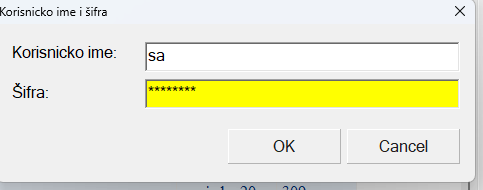 Korisnicko ime i šifra
Korisnicko ime:
sa
Šifra:
********
OK
Cancel